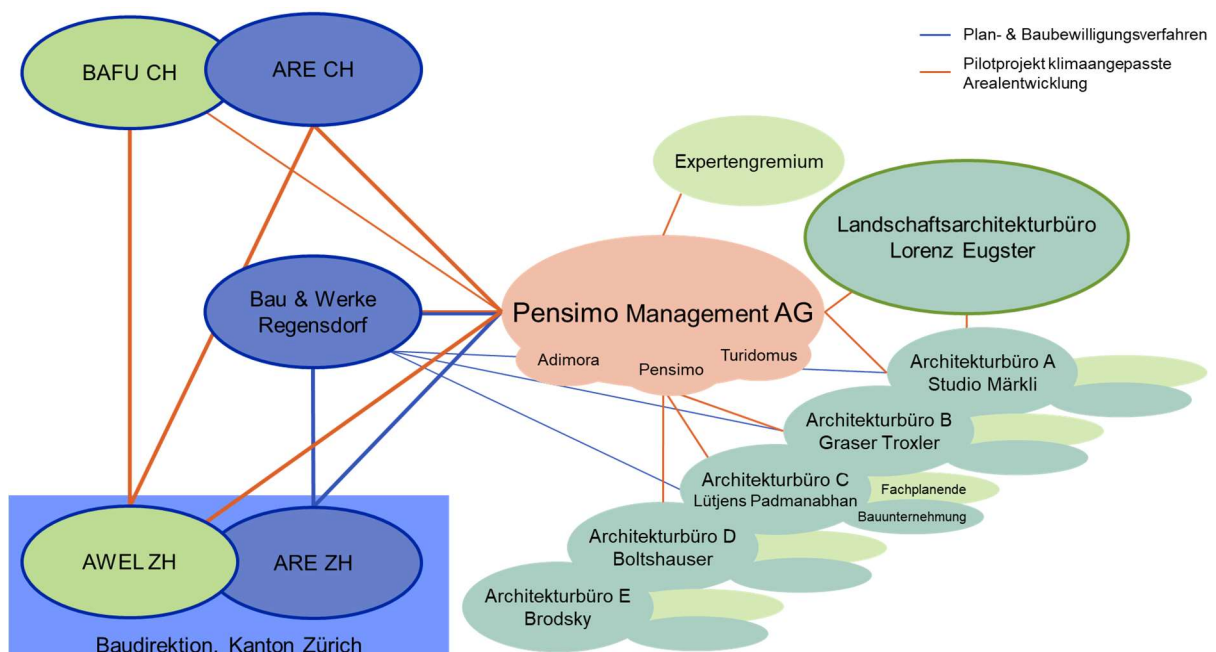 BAFU CH
ARE CH
Plan- & Baubewilligungsverfahren
Pilotprojekt klimaangepasste
Arealentwicklung
Expertengremium
Landschaftsarchitekturbüro
Lorenz Eugster
Bau & Werke
Regensdorf
Pensimo Management AG
Adimora
Pensimo
Turidomus
Architekturbüro A
Studio Märkli
Architekturbüro B
Graser Troxler
Architekturbüro C
Lütjens Padmanabhan
Fachplanende
Bauunternehmung
Architekturbüro D
Boltshauser
Architekturbüro E
Brodsky
AWEL ZH
ARE ZH
Baudirektion, Kanton Zürich